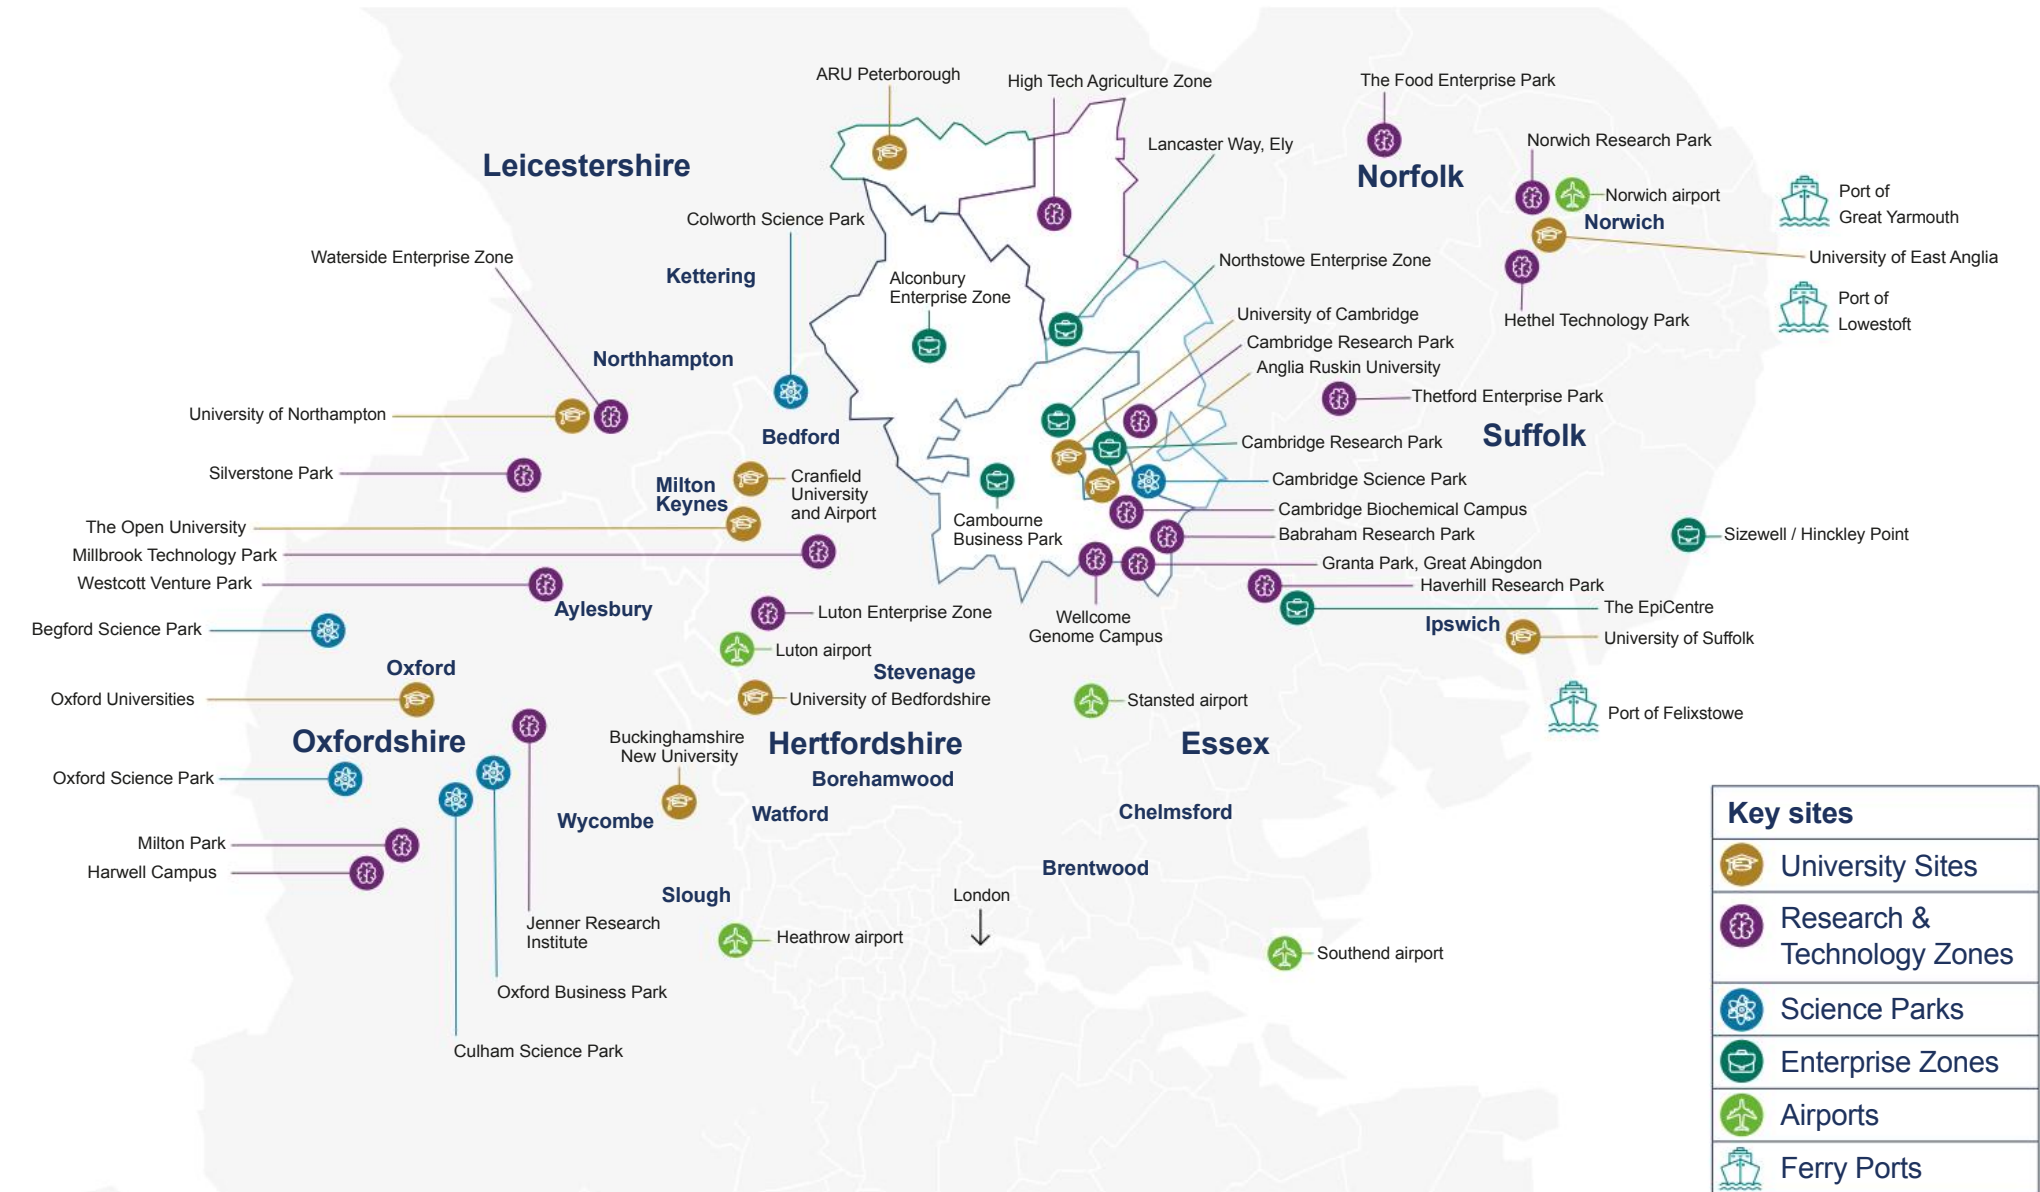 ARU Peterborough
High Tech Agriculture Zone
The Food Enterprise Park
Lancaster Way, Ely
Norwich Research Park
Leicestershire
Norfolk
Norwich airport
Port of
Great Yarmouth
Colworth Science Park
Norwich
Waterside Enterprise Zone
Northstowe Enterprise Zone
University of East Anglia
Kettering
Alconbury
Enterprise Zone
Port of
Lowestoft
University of Cambridge
Hethel Technology Park
Cambridge Research Park
Northhampton
Anglia Ruskin University
Thetford Enterprise Park
University of Northampton
Bedford
Suffolk
Cambridge Research Park
Silverstone Park
Milton
Keynes
Cranfield
University
and Airport
Cambridge Science Park
Cambridge Biochemical Campus
The Open University
Cambourne
Business Park
Babraham Research Park
Sizewell / Hinckley Point
Millbrook Technology Park
Granta Park, Great Abingdon
Westcott Venture Park
Haverhill Research Park
Aylesbury
Luton Enterprise Zone
Wellcome
Genome Campus
The EpiCentre
Begford Science Park
Ipswich
University of Suffolk
Luton airport
Oxford
Stevenage
Oxford Universities
University of Bedfordshire
Stansted airport
Port of Felixstowe
Oxfordshire
Buckinghamshire
New University
Hertfordshire
Essex
Oxford Science Park
Borehamwood
Wycombe
Watford
Chelmsford
Milton Park
Harwell Campus
Brentwood
Slough
London
Jenner Research
Institute
Heathrow airport
Southend airport
Oxford Business Park
Culham Science Park
Key sites
University Sites
Research &
Technology Zones
Science Parks
Enterprise Zones
Airports
Ferry Ports